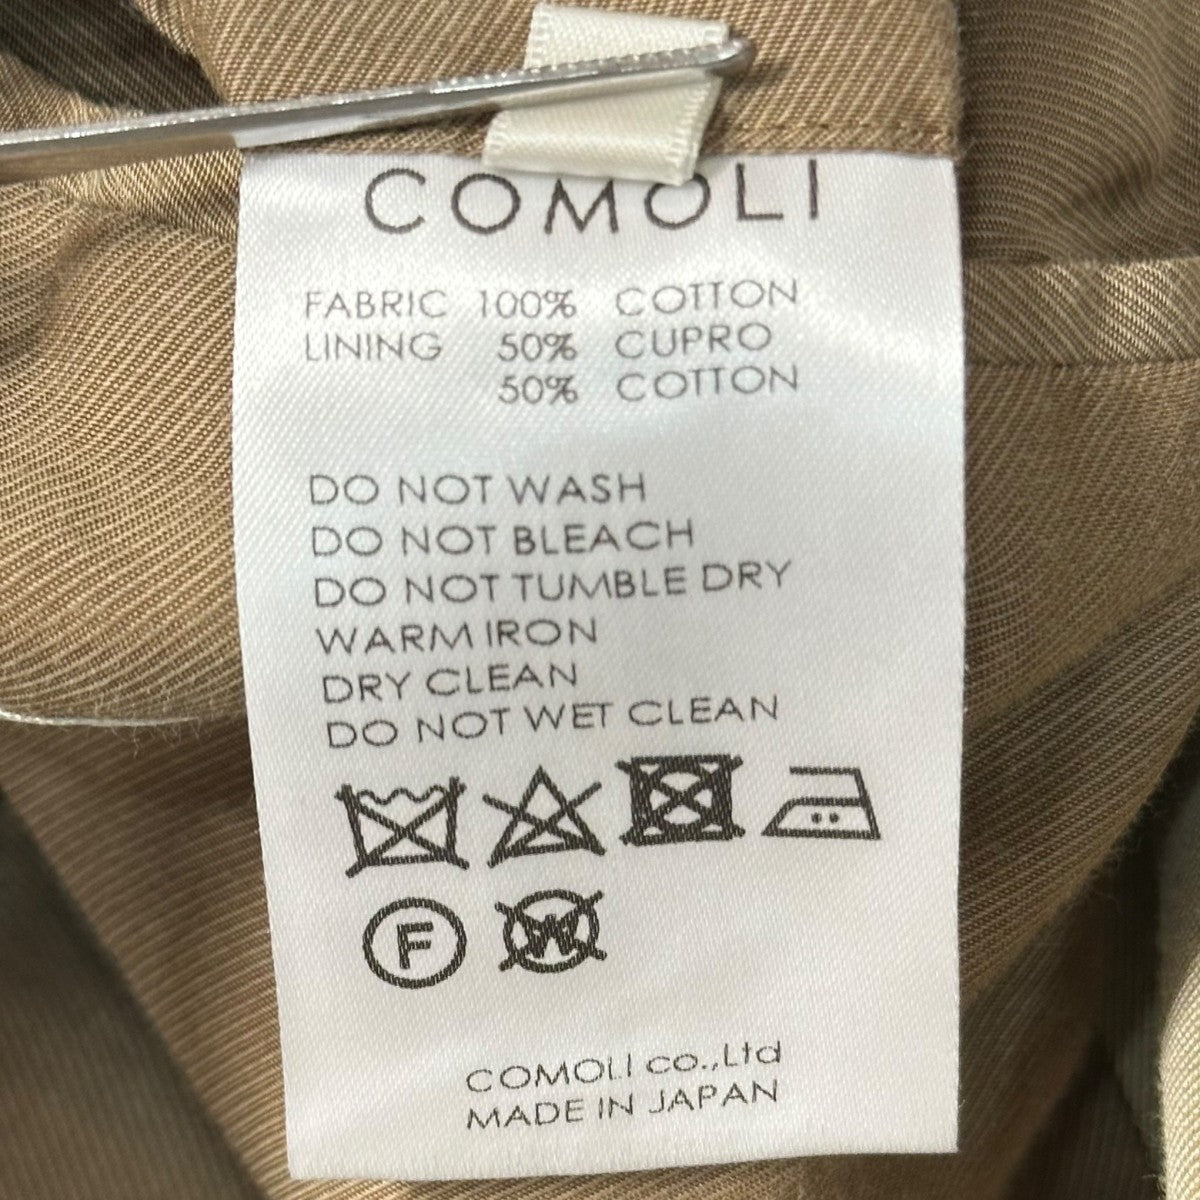 COMOLI
FABRIC 100% COTTON
LINING 50% CUPRO
50% COTTON
DO NOT WASH
DO NOT BLEACH
DO NOT TUMBLE DRY
WARM IRON
DRY CLEAN
DO NOT WET CLEAN
F W
COMOLI co.,Ltd
MADE IN JAPAN